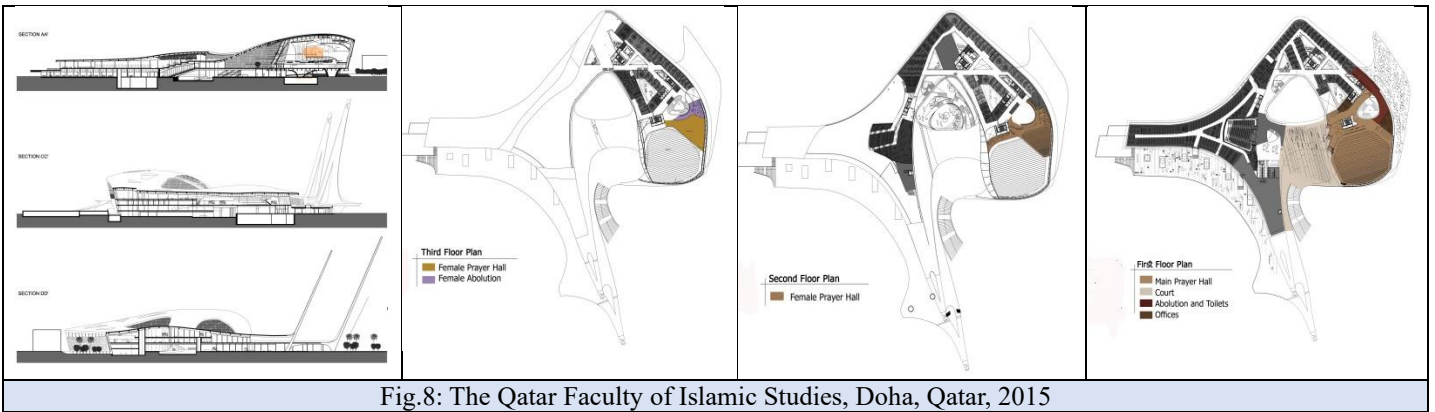 SECTION AA'
SECTION CC'
SECTION DD'
Third Floor Plan
Female Prayer Hall
Female Abolution
Second Floor Plan
Female Prayer Hall
First Floor Plan
Main Prayer Hall
Court
Abolution and Toilets
Offices
Fig.8: The Qatar Faculty of Islamic Studies, Doha, Qatar, 2015